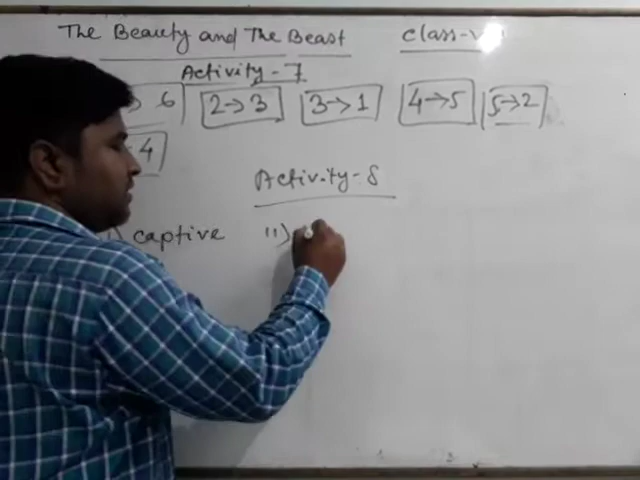 The Beauty and The Beast class-v
Activity-7
6 2→3 3→1 4→5 5→2
4
Activity-8
i) captive ii)